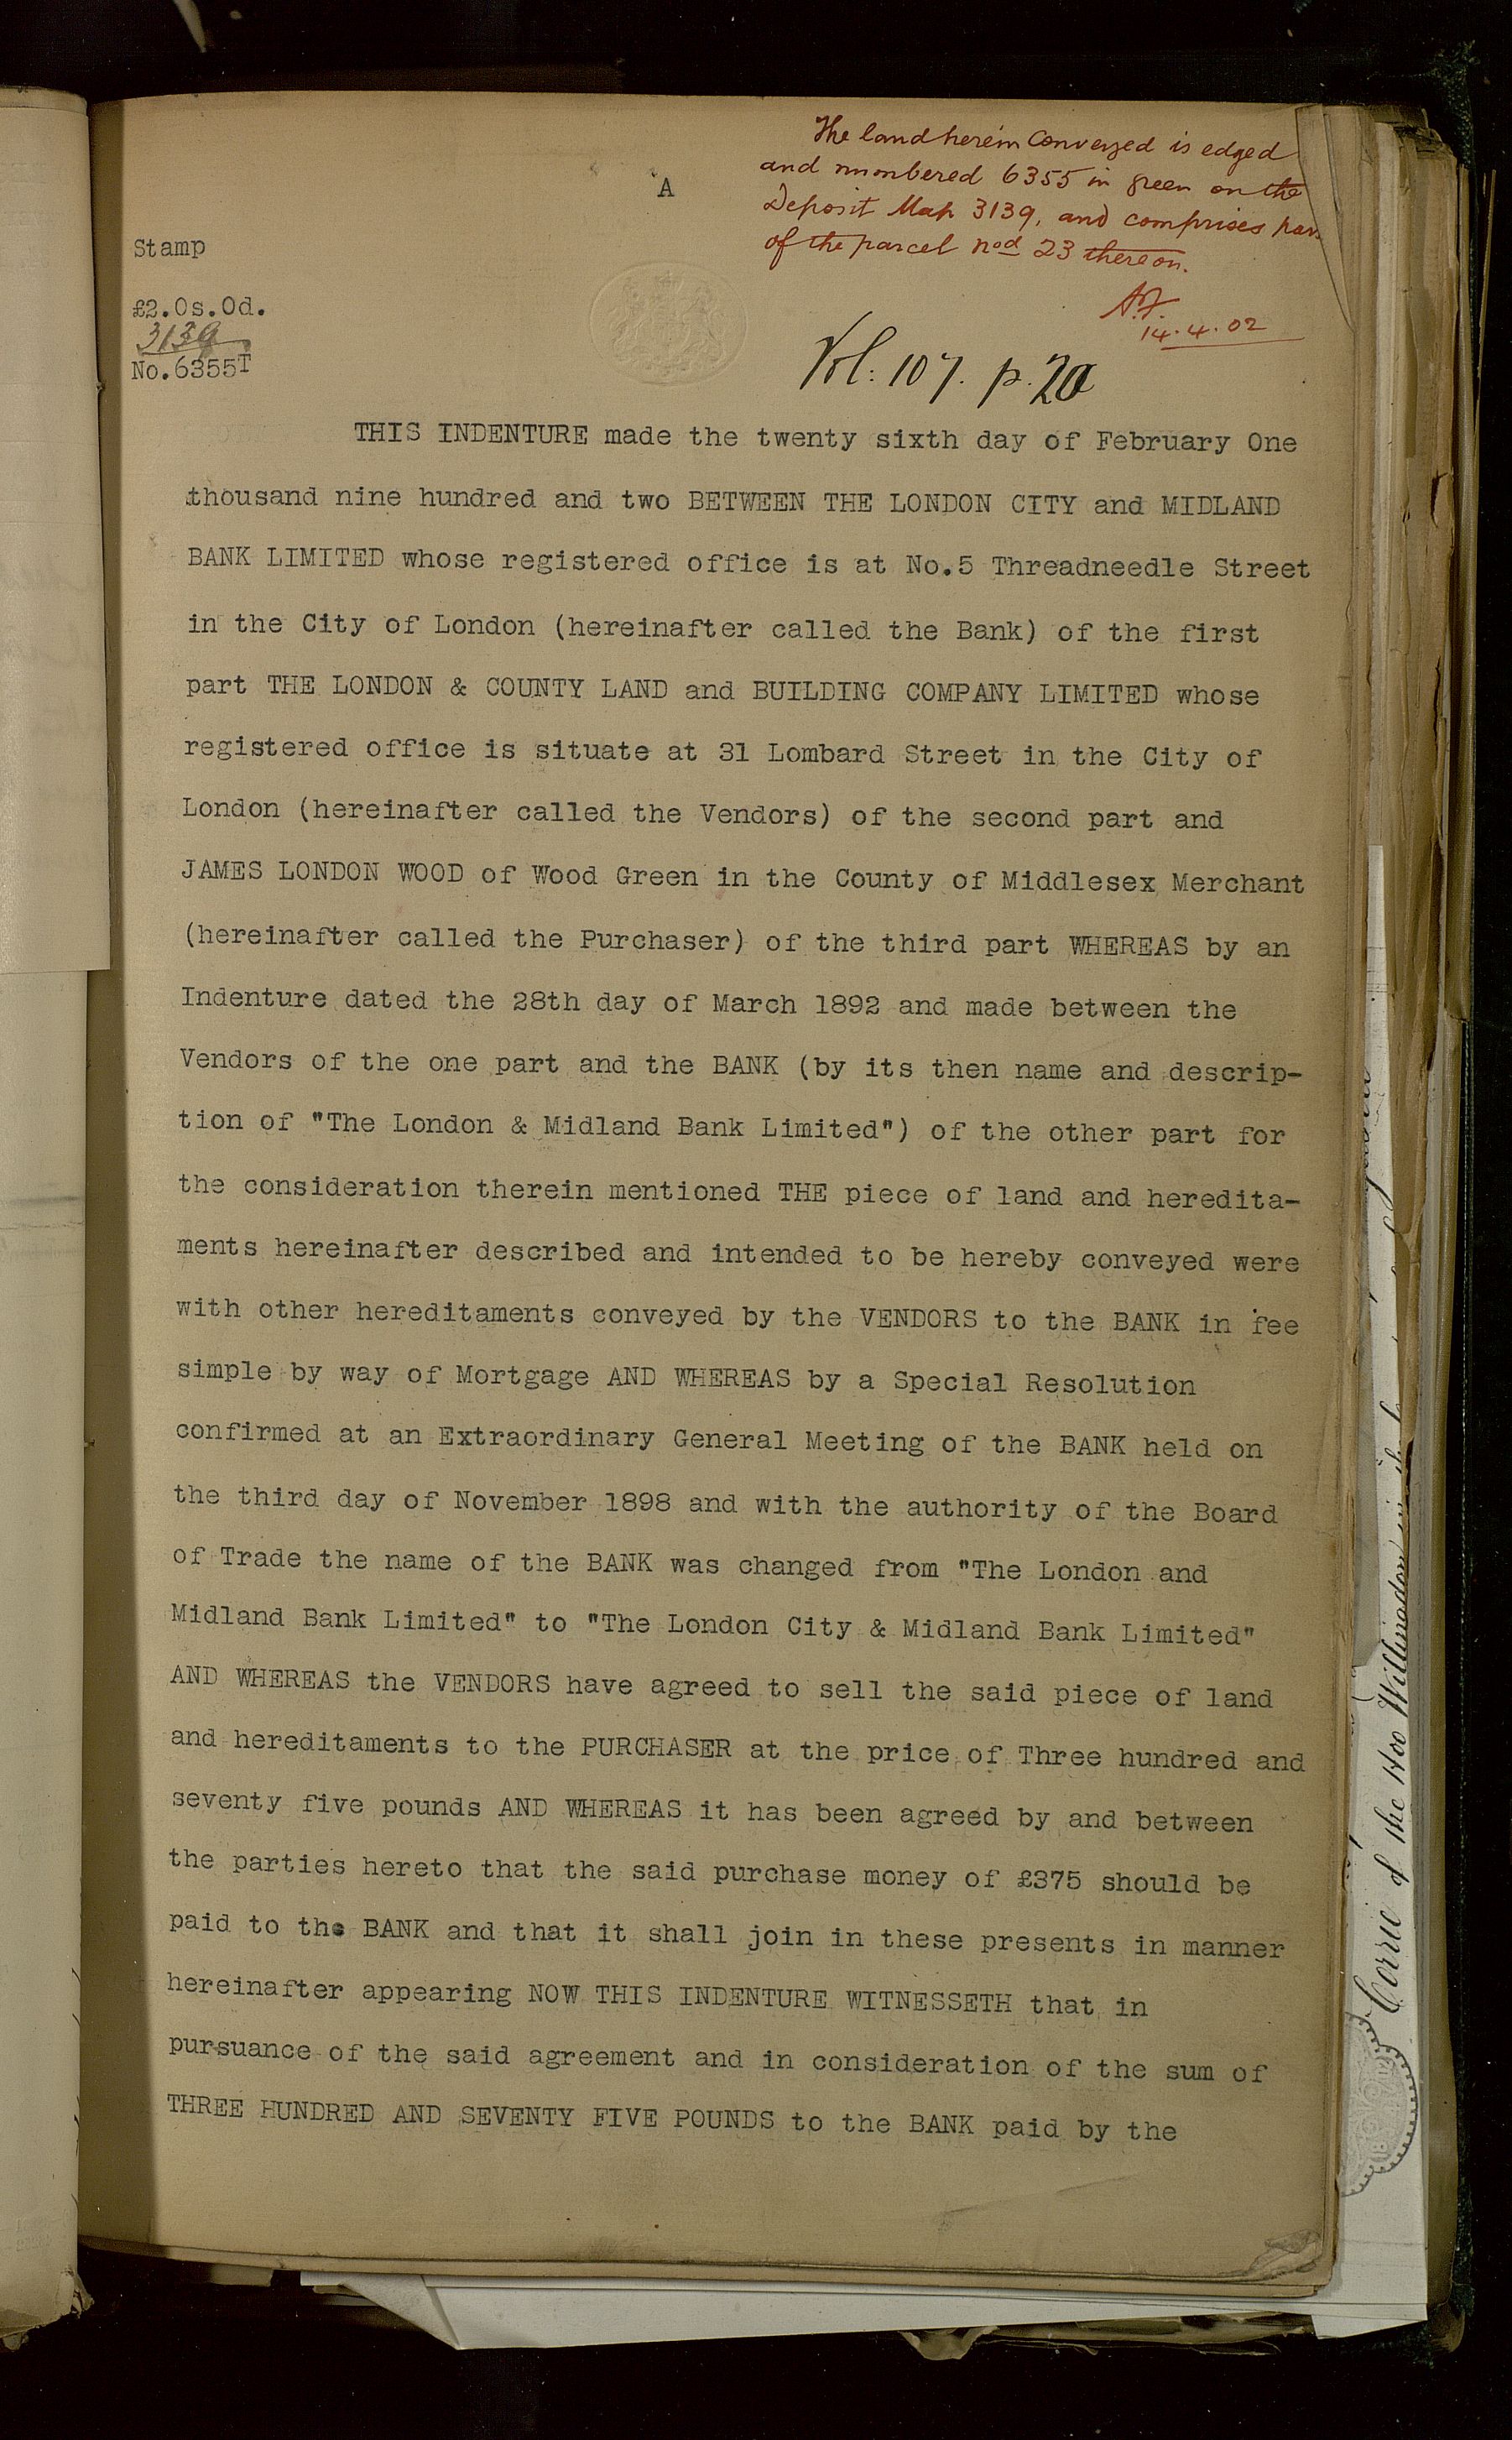 The land herein Conveyed is edged
and numbered 6355 in green on the
Deposit Map 3139, and comprises
of the parcel nod 23 thereon.
14.4.02
A
Stamp
£2.0s.0d.
3139
No.6355T
Vol: 107. p. 20
THIS INDENTURE made the twenty sixth day of February One
thousand nine hundred and two BETWEEN THE LONDON CITY and MIDLAND
BANK LIMITED whose registered office is at No.5 Threadneedle Street
in the City of London (hereinafter called the Bank) of the first
part THE LONDON & COUNTY LAND and BUILDING COMPANY LIMITED whose
registered office is situate at 31 Lombard Street in the City of
London (hereinafter called the Vendors) of the second part and
JAMES LONDON WOOD of Wood Green in the County of Middlesex Merchant
(hereinafter called the Purchaser) of the third part WHEREAS by an
Indenture dated the 28th day of March 1892 and made between the
Vendors of the one part and the BANK (by its then name and descrip-
tion of "The London & Midland Bank Limited") of the other part for
the consideration therein mentioned THE piece of land and heredita-
ments hereinafter described and intended to be hereby conveyed were
with other hereditaments conveyed by the VENDORS to the BANK in fee
simple by way of Mortgage AND WHEREAS by a Special Resolution
confirmed at an Extraordinary General Meeting of the BANK held on
the third day of November 1898 and with the authority of the Board
of Trade the name of the BANK was changed from "The London and
Midland Bank Limited" to "The London City & Midland Bank Limited"
AND WHEREAS the VENDORS have agreed to sell the said piece of land
and hereditaments to the PURCHASER at the price of Three hundred and
seventy five pounds AND WHEREAS it has been agreed by and between
the parties hereto that the said purchase money of £375 should be
paid to the BANK and that it shall join in these presents in manner
hereinafter appearing NOW THIS INDENTURE WITNESSETH that in
pursuance of the said agreement and in consideration of the sum of
THREE HUNDRED AND SEVENTY FIVE POUNDS to the BANK paid by the
Currie of the Hoo Willingdon in the